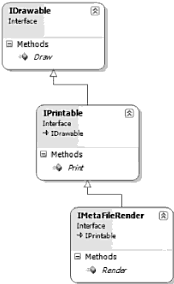 IDrawable
Interface
Methods
Draw
IPrintable
Interface
IDrawable
Methods
Print
IMetaFileRender
Interface
IPrintable
Methods
Render